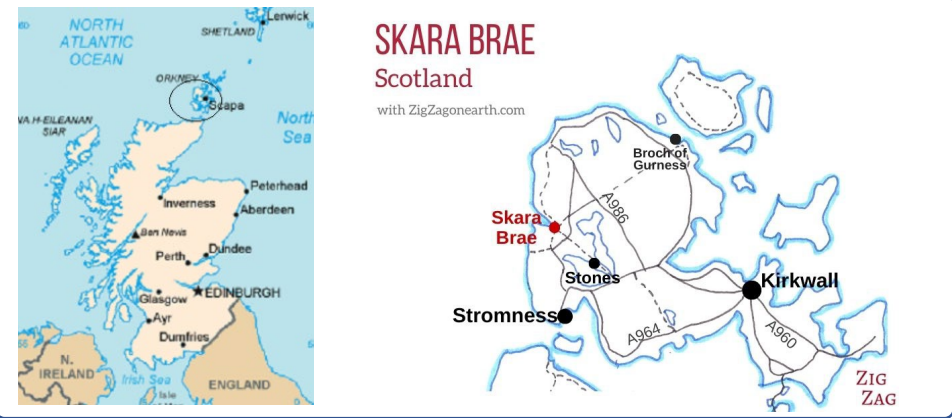 Lerwick
SHETLAND
NORTH
ATLANTIC
OCEAN
ORKNEY
Scapa
NA H-EILEANAN
SIAR
North
Sea
Peterhead
Inverness
Aberdeen
Ben Nevis
Dundee
Perth
Glasgow
EDINBURGH
Ayr
Dumfries
N.
IRELAND
Irish Sea
ENGLAND
Isle
SKARA BRAE
Scotland
with ZigZagonearth.com
Broch of
Gurness
A986
Skara
Brae
Stones
Kirkwall
Stromness
A964
A960
ZIG
ZAG